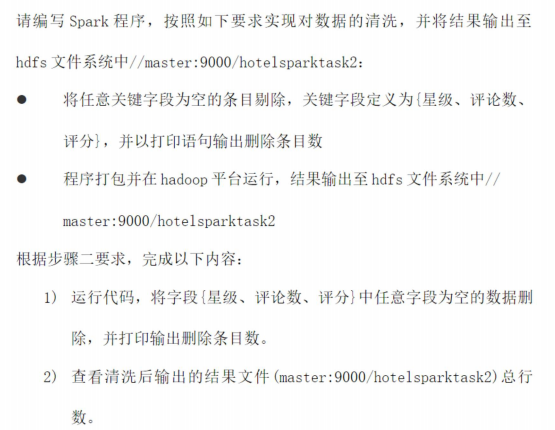 请编写 Spark 程序，按照如下要求实现对数据的清洗，并将结果输出至
hdfs 文件系统中//master:9000/hotelsparktask2：
● 将任意关键字段为空的条目剔除，关键字段定义为{星级、评论数、
评分}，并以打印语句输出删除条目数
● 程序打包并在 hadoop 平台运行，结果输出至 hdfs 文件系统中//
master:9000/hotelsparktask2
根据步骤二要求，完成以下内容：
1) 运行代码，将字段{星级、评论数、评分}中任意字段为空的数据删
除，并打印输出删除条目数。
2) 查看清洗后输出的结果文件(master:9000/hotelsparktask2)总行
数。